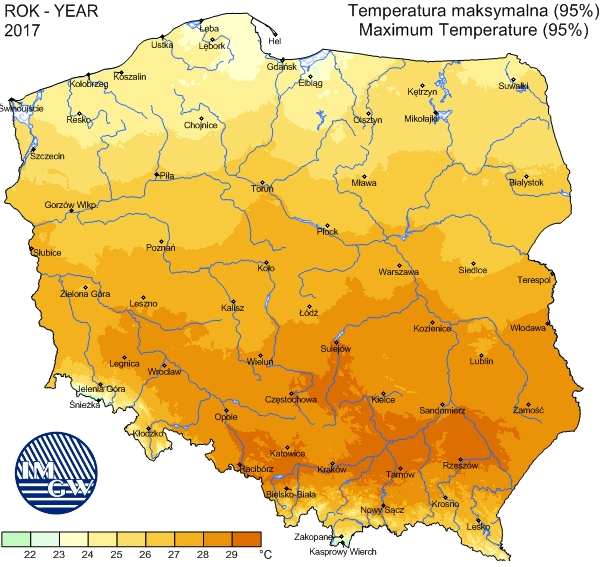 ROK - YEAR
2017
Temperatura maksymalna (95%)
Maximum Temperature (95%)
Łeba
Ustka
Lębork
Hel
Gdańsk
Koszalin
Kołobrzeg
Elbląg
Kętrzyn
Suwałki
Świnoujście
Resko
Chojnice
Olsztyn
Mikołajki
Szczecin
Piła
Toruń
Mława
Białystok
Gorzów Wlkp.
Płock
Słubice
Poznań
Koło
Warszawa
Siedlce
Terespol
Zielona Góra
Leszno
Kalisz
Łódź
Kozienice
Włodawa
Sulejów
Legnica
Wrocław
Wieluń
Lublin
Jelenia Góra
Śnieżka
Częstochowa
Kielce
Sandomierz
Zamość
Opole
Kłodzko
Katowice
Racibórz
Kraków
Tarnów
Rzeszów
Bielsko-Biała
Nowy Sącz
Krosno
Lesko
Zakopane
Kasprowy Wierch
IM
GW
22 23 24 25 26 27 28 29 °C